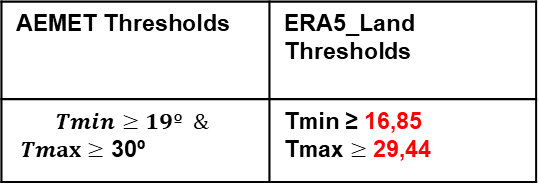 AEMET Thresholds
ERA5_Land
Thresholds
Tmin ≥ 19º &
Tmax ≥ 30º
Tmin ≥ 16,85
Tmax ≥ 29,44